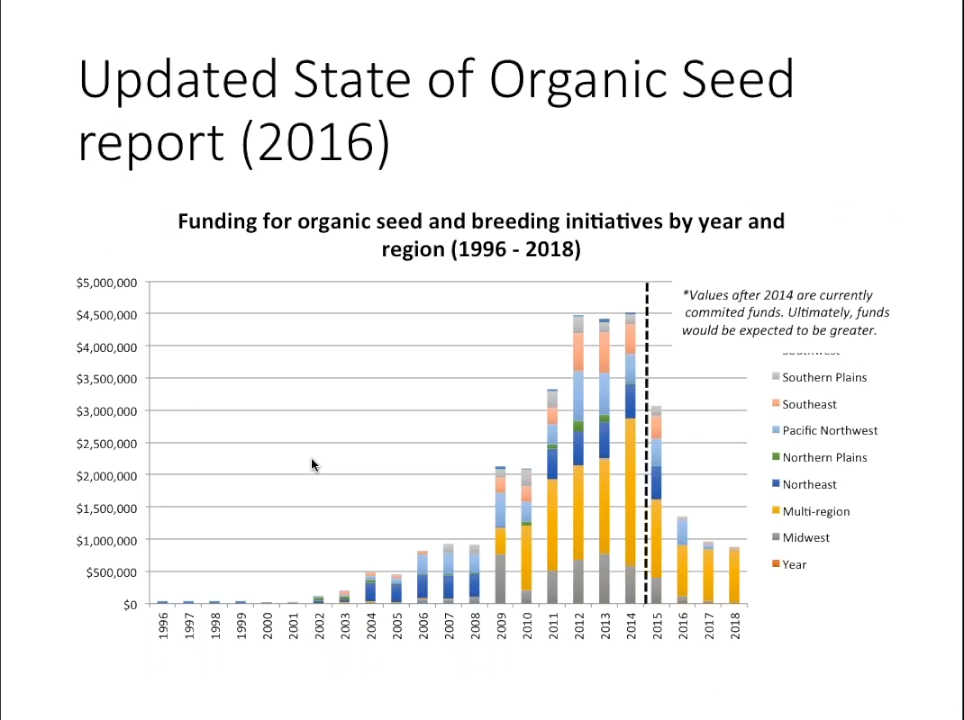 Updated State of Organic Seed
report (2016)
Funding for organic seed and breeding initiatives by year and
region (1996 - 2018)
$5,000,000
$4,500,000
$4,000,000
$3,500,000
$3,000,000
$2,500,000
$2,000,000
$1,500,000
$1,000,000
$500,000
$0
*Values after 2014 are currently
commited funds. Ultimately, funds
would be expected to be greater.
Southern Plains
Southeast
Pacific Northwest
Northern Plains
Northeast
Multi-region
Midwest
Year
1996
1997
1998
1999
2000
2001
2002
2003
2004
2005
2006
2007
2008
2009
2010
2011
2012
2013
2014
2015
2016
2017
2018